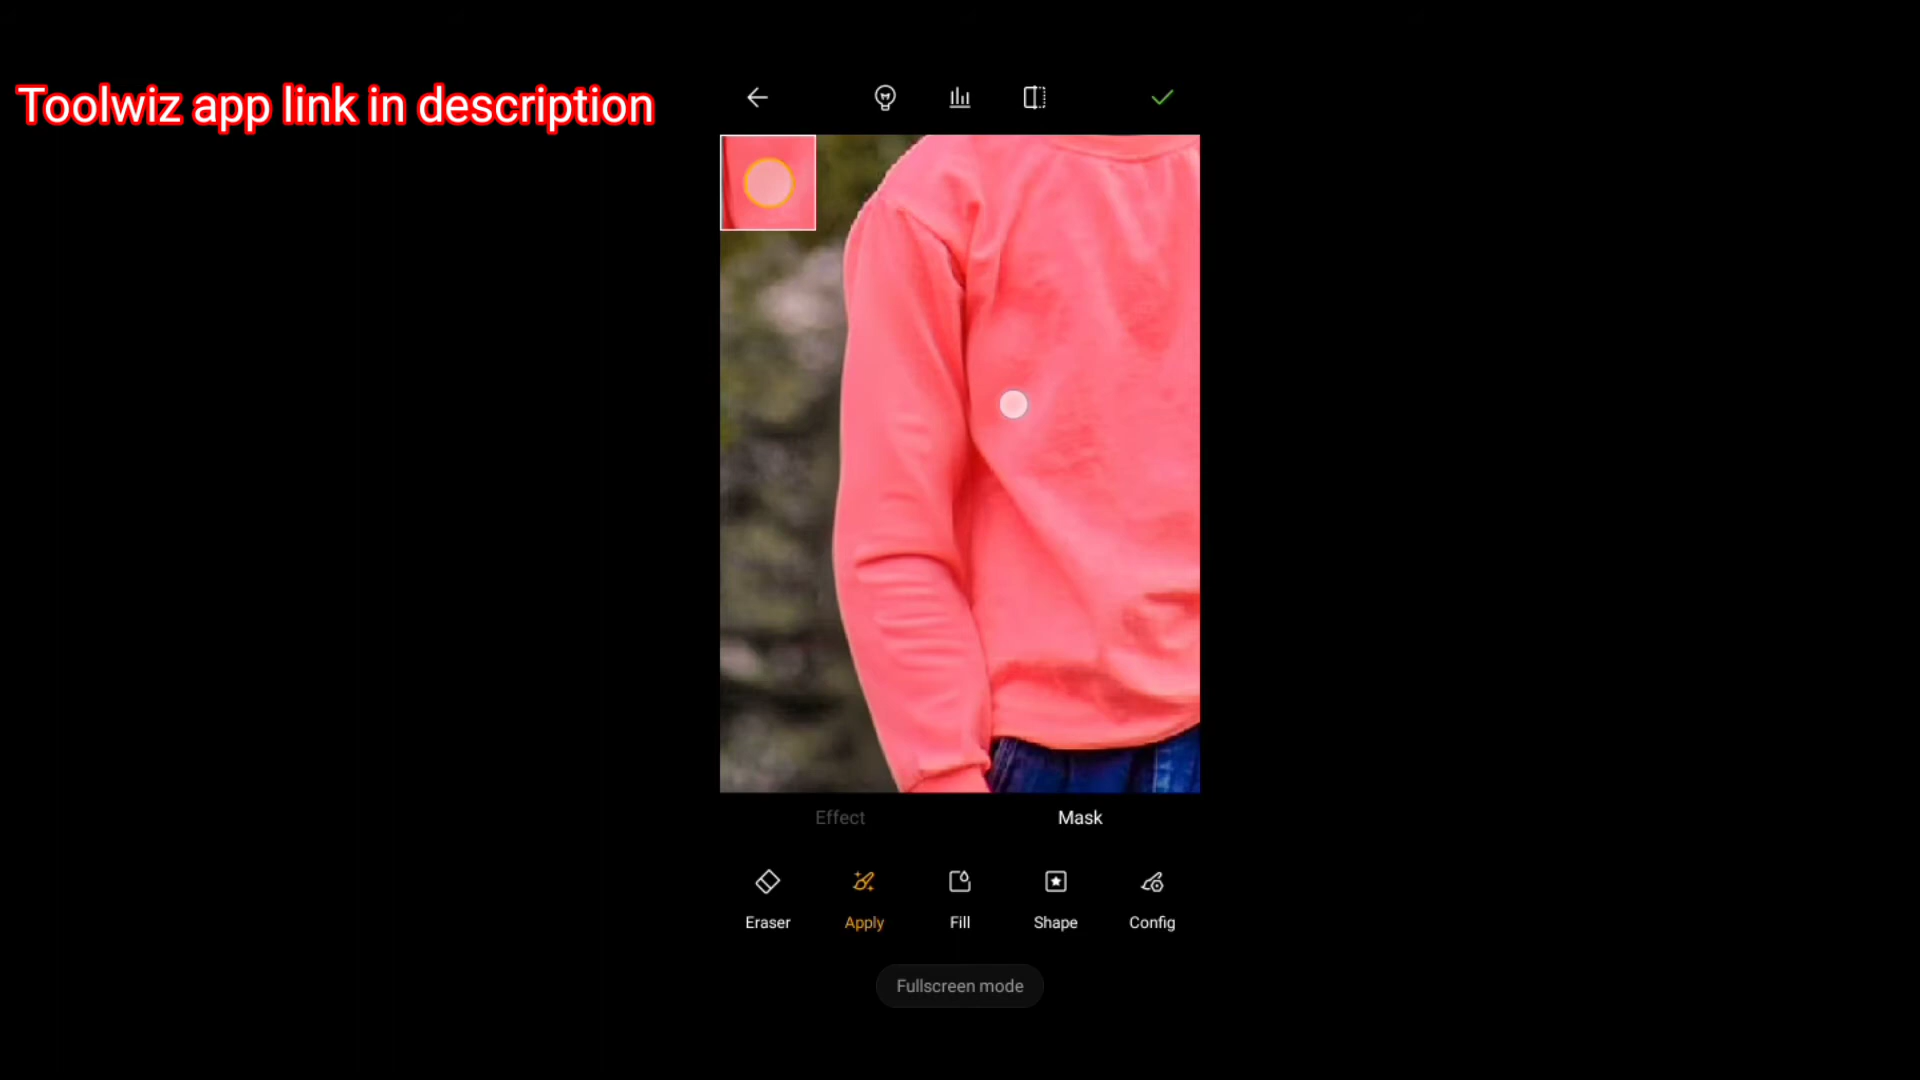 Toolwiz app link in description
Effect
Mask
Eraser
Apply
Fill
Shape
Config
Fullscreen mode